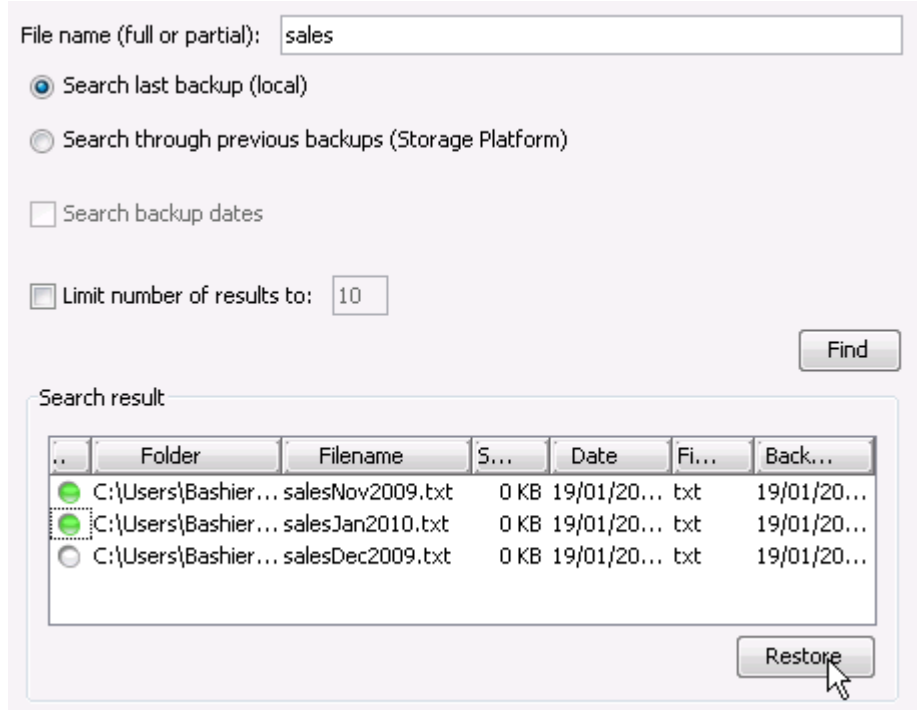 File name (full or partial): sales
Search last backup (local)
Search through previous backups (Storage Platform)
Search backup dates
Limit number of results to: 10
Find
Search result
.. Folder Filename S... Date Fi... Back...
C:\Users\Bashier... salesNov2009.txt 0 KB 19/01/20... txt 19/01/20...
C:\Users\Bashier... salesJan2010.txt 0 KB 19/01/20... txt 19/01/20...
C:\Users\Bashier... salesDec2009.txt 0 KB 19/01/20... txt 19/01/20...
Restore